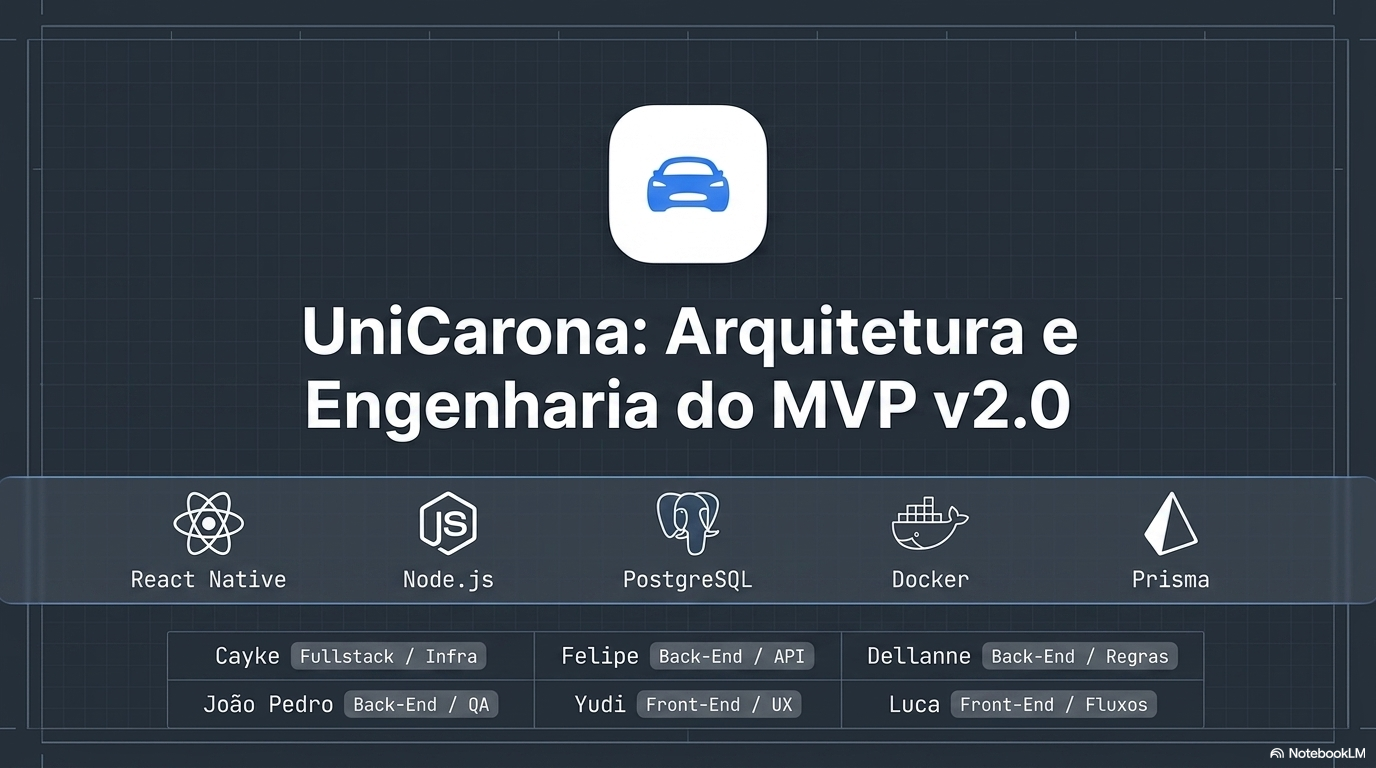 UniCarona: Arquitetura e
Engenharia do MVP v2.0
JS
React Native
Node.js
PostgreSQL
Docker
Prisma
Cayke Fullstack / Infra
Felipe Back-End / API
Dellanne Back-End / Regras
João Pedro Back-End / QA
Yudi Front-End / UX
Luca Front-End / Fluxos
NotebookLM